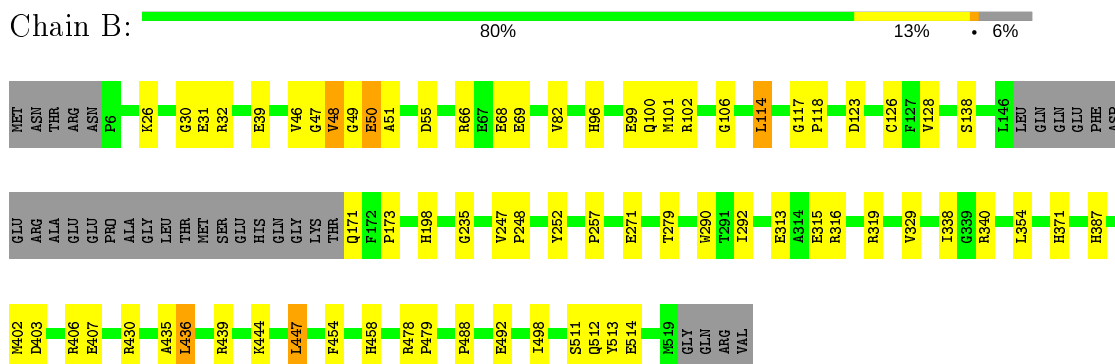 Chain B:
80% 13% • 6%
MET ASN THR ARG ASN P6 K26 G30 E31 R32 E39 V46 G47 V48 G49 E50 A51 D55 R66 E67 E68 E69 V82 H96 E99 Q100 M101 R102 G106 L114 G117 P118 D123 C126 F127 V128 S138 L146 LEU GLN GLN GLU PHE ASP
GLU ARG ALA GLU GLU PRO ALA GLY LEU THR MET SER GLU HIS GLN GLY LYS THR Q171 F172 P173 H198 G235 V247 P248 Y252 P257 E271 T279 W290 T291 I292 E313 A314 E315 R316 R319 V329 I338 G339 R340 L354 H371 H387
M402 D403 R406 E407 R430 A435 L436 R439 K444 L447 F454 H458 R478 P479 P488 E492 I498 S511 Q512 Y513 E514 M519 GLY GLN ARG VAL